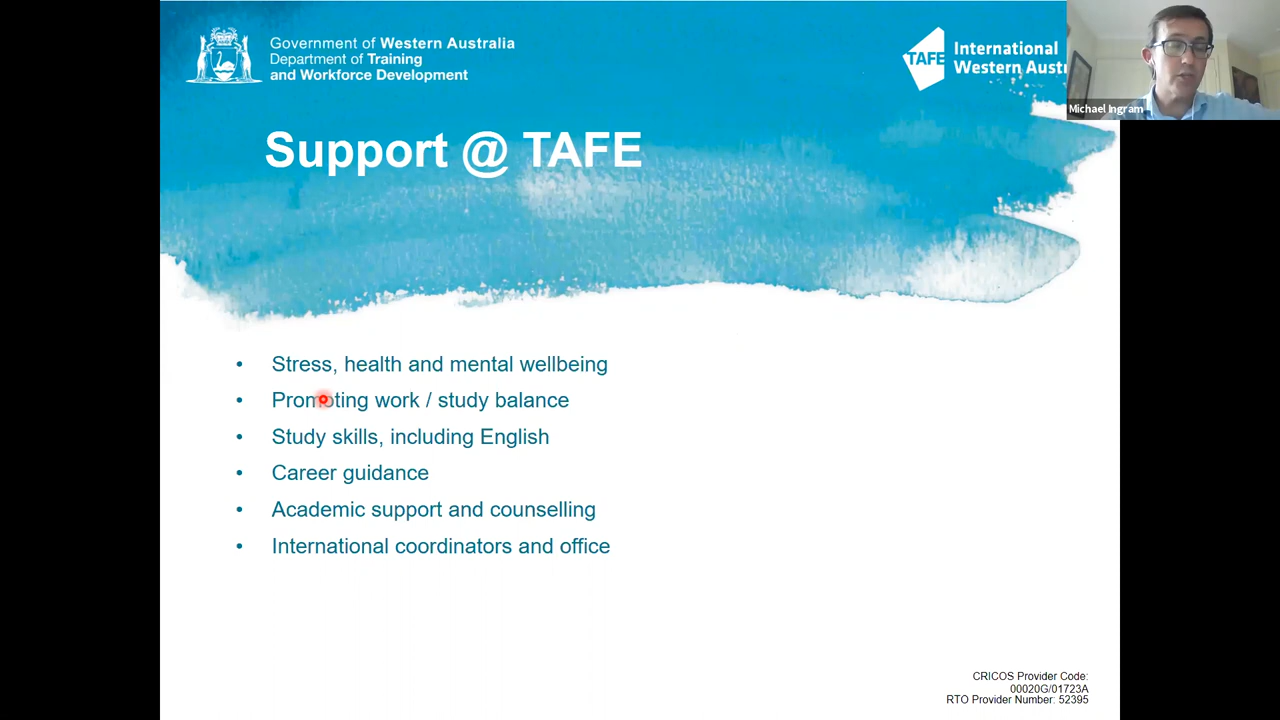 Government of Western Australia
Department of Training
and Workforce Development
TAFE
International
Western Austr
Michael Ingram
Support @ TAFE
• Stress, health and mental wellbeing
• Promoting work / study balance
• Study skills, including English
• Career guidance
• Academic support and counselling
• International coordinators and office
CRICOS Provider Code:
00020G/01723A
RTO Provider Number: 52395